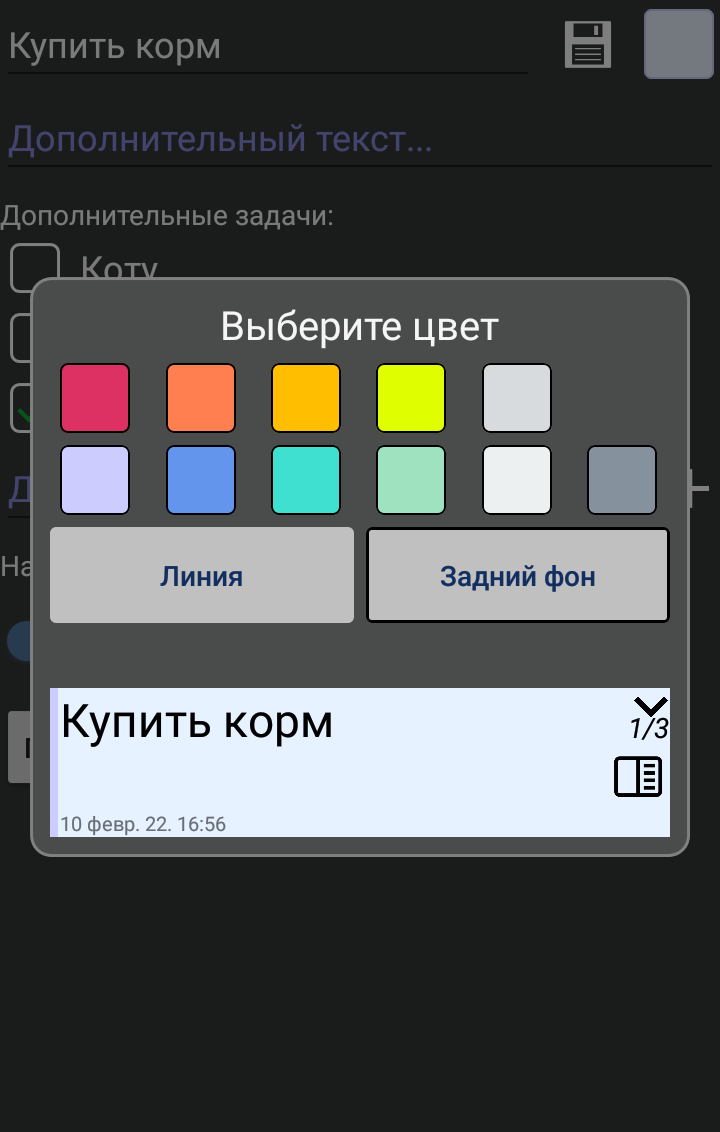 Купить корм
Дополнительный текст...
Дополнительные задачи:
Коту
Выберите цвет
Линия
Задний фон
Купить корм
1/3
10 февр. 22. 16:56